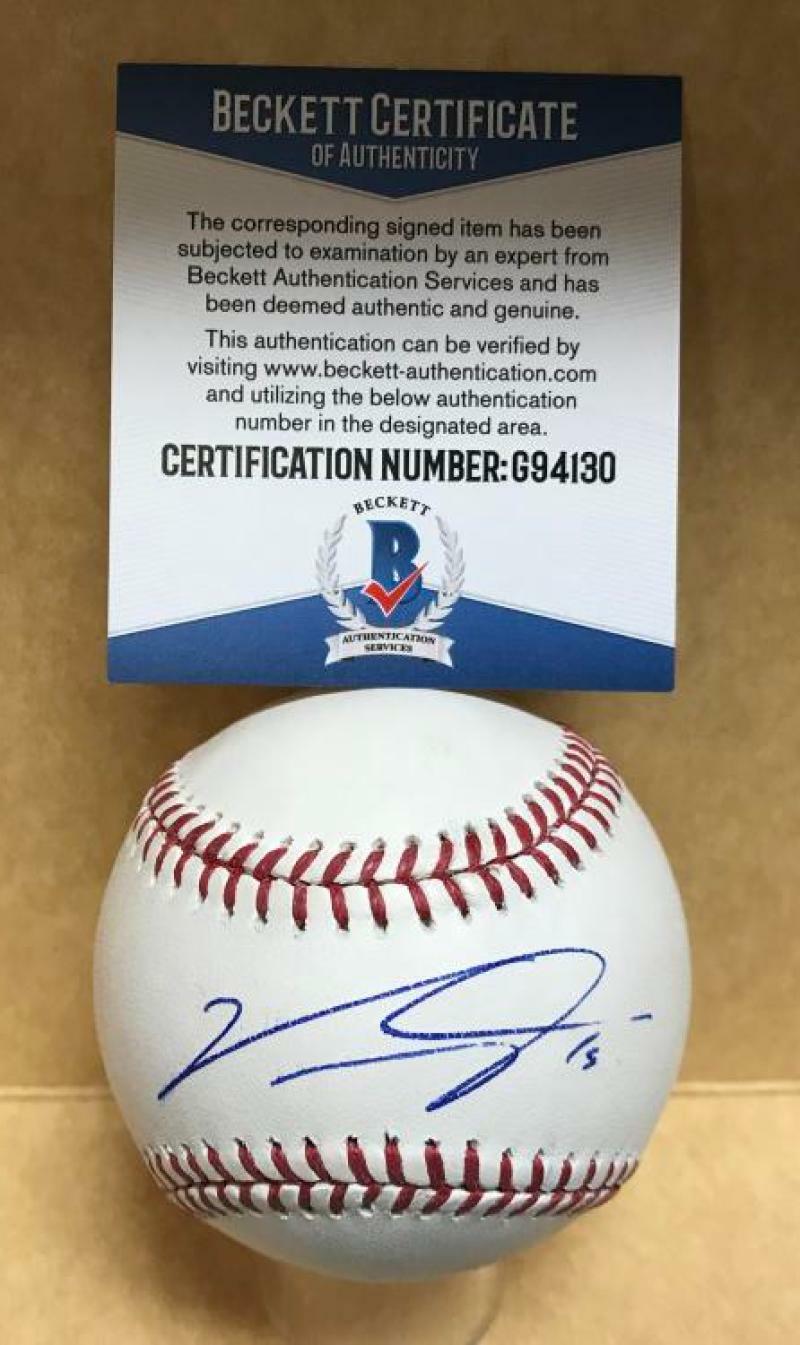 BECKETT CERTIFICATE
OF AUTHENTICITY
The corresponding signed item has been
subjected to examination by an expert from
Beckett Authentication Services and has
been deemed authentic and genuine.
This authentication can be verified by
visiting www.beckett-authentication.com
and utilizing the below authentication
number in the designated area.
CERTIFICATION NUMBER:G94130
BECKETT
B
AUTHENTICATION
SERVICES